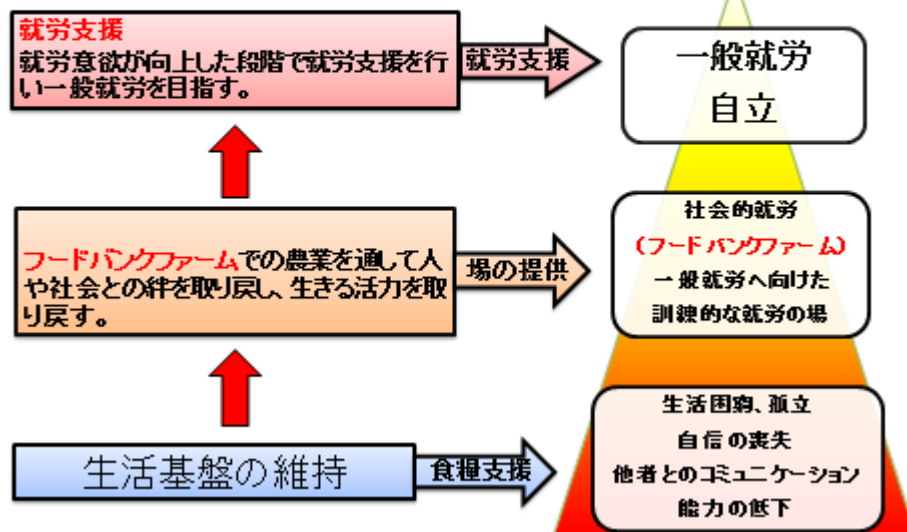 就労支援
就労意欲が向上した段階で就労支援を行
い一般就労を目指す。
就労支援
一般就労
自立
フードバンクファームでの農業を通して人
や社会との絆を取り戻し、生きる活力を取
り戻す。
場の提供
社会的就労
(フードバンクファーム)
一般就労へ向けた
訓練的な就労の場
生活基盤の維持
食糧支援
生活困窮、孤立
自信の喪失
他者とのコミュニケーション
能力の低下